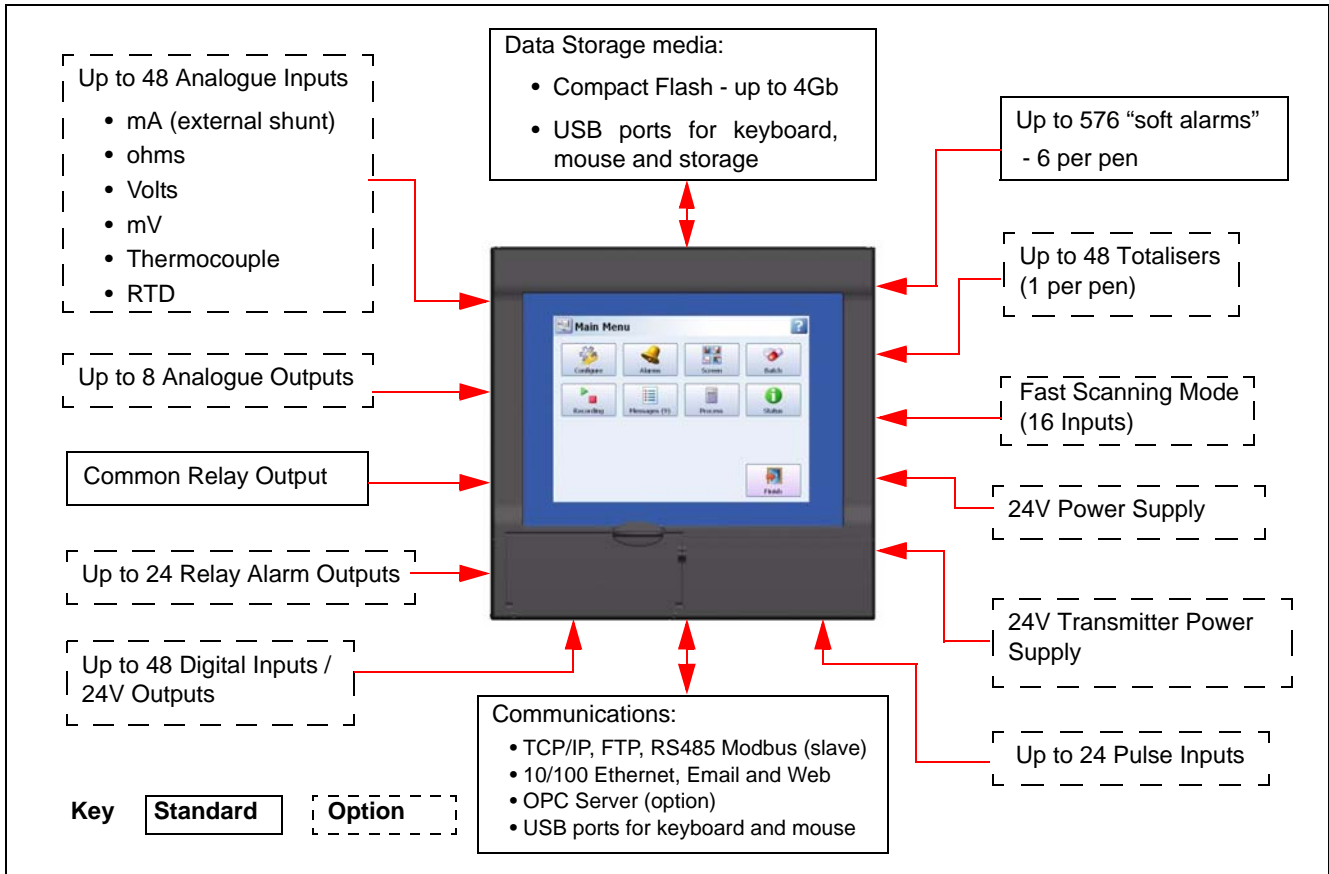 Data Storage media:
• Compact Flash - up to 4Gb
• USB ports for keyboard,
mouse and storage
Up to 48 Analogue Inputs
• mA (external shunt)
• ohms
• Volts
• mV
• Thermocouple
• RTD
Up to 8 Analogue Outputs
Common Relay Output
Up to 24 Relay Alarm Outputs
Up to 48 Digital Inputs /
24V Outputs
Main Menu
?
Configure
Alarms
Screen
Batch
Recording
Messages (9)
Process
Status
Finish
Up to 576 “soft alarms”
- 6 per pen
Up to 48 Totalisers
(1 per pen)
Fast Scanning Mode
(16 Inputs)
24V Power Supply
24V Transmitter Power
Supply
Up to 24 Pulse Inputs
Communications:
• TCP/IP, FTP, RS485 Modbus (slave)
• 10/100 Ethernet, Email and Web
• OPC Server (option)
• USB ports for keyboard and mouse
Key Standard Option